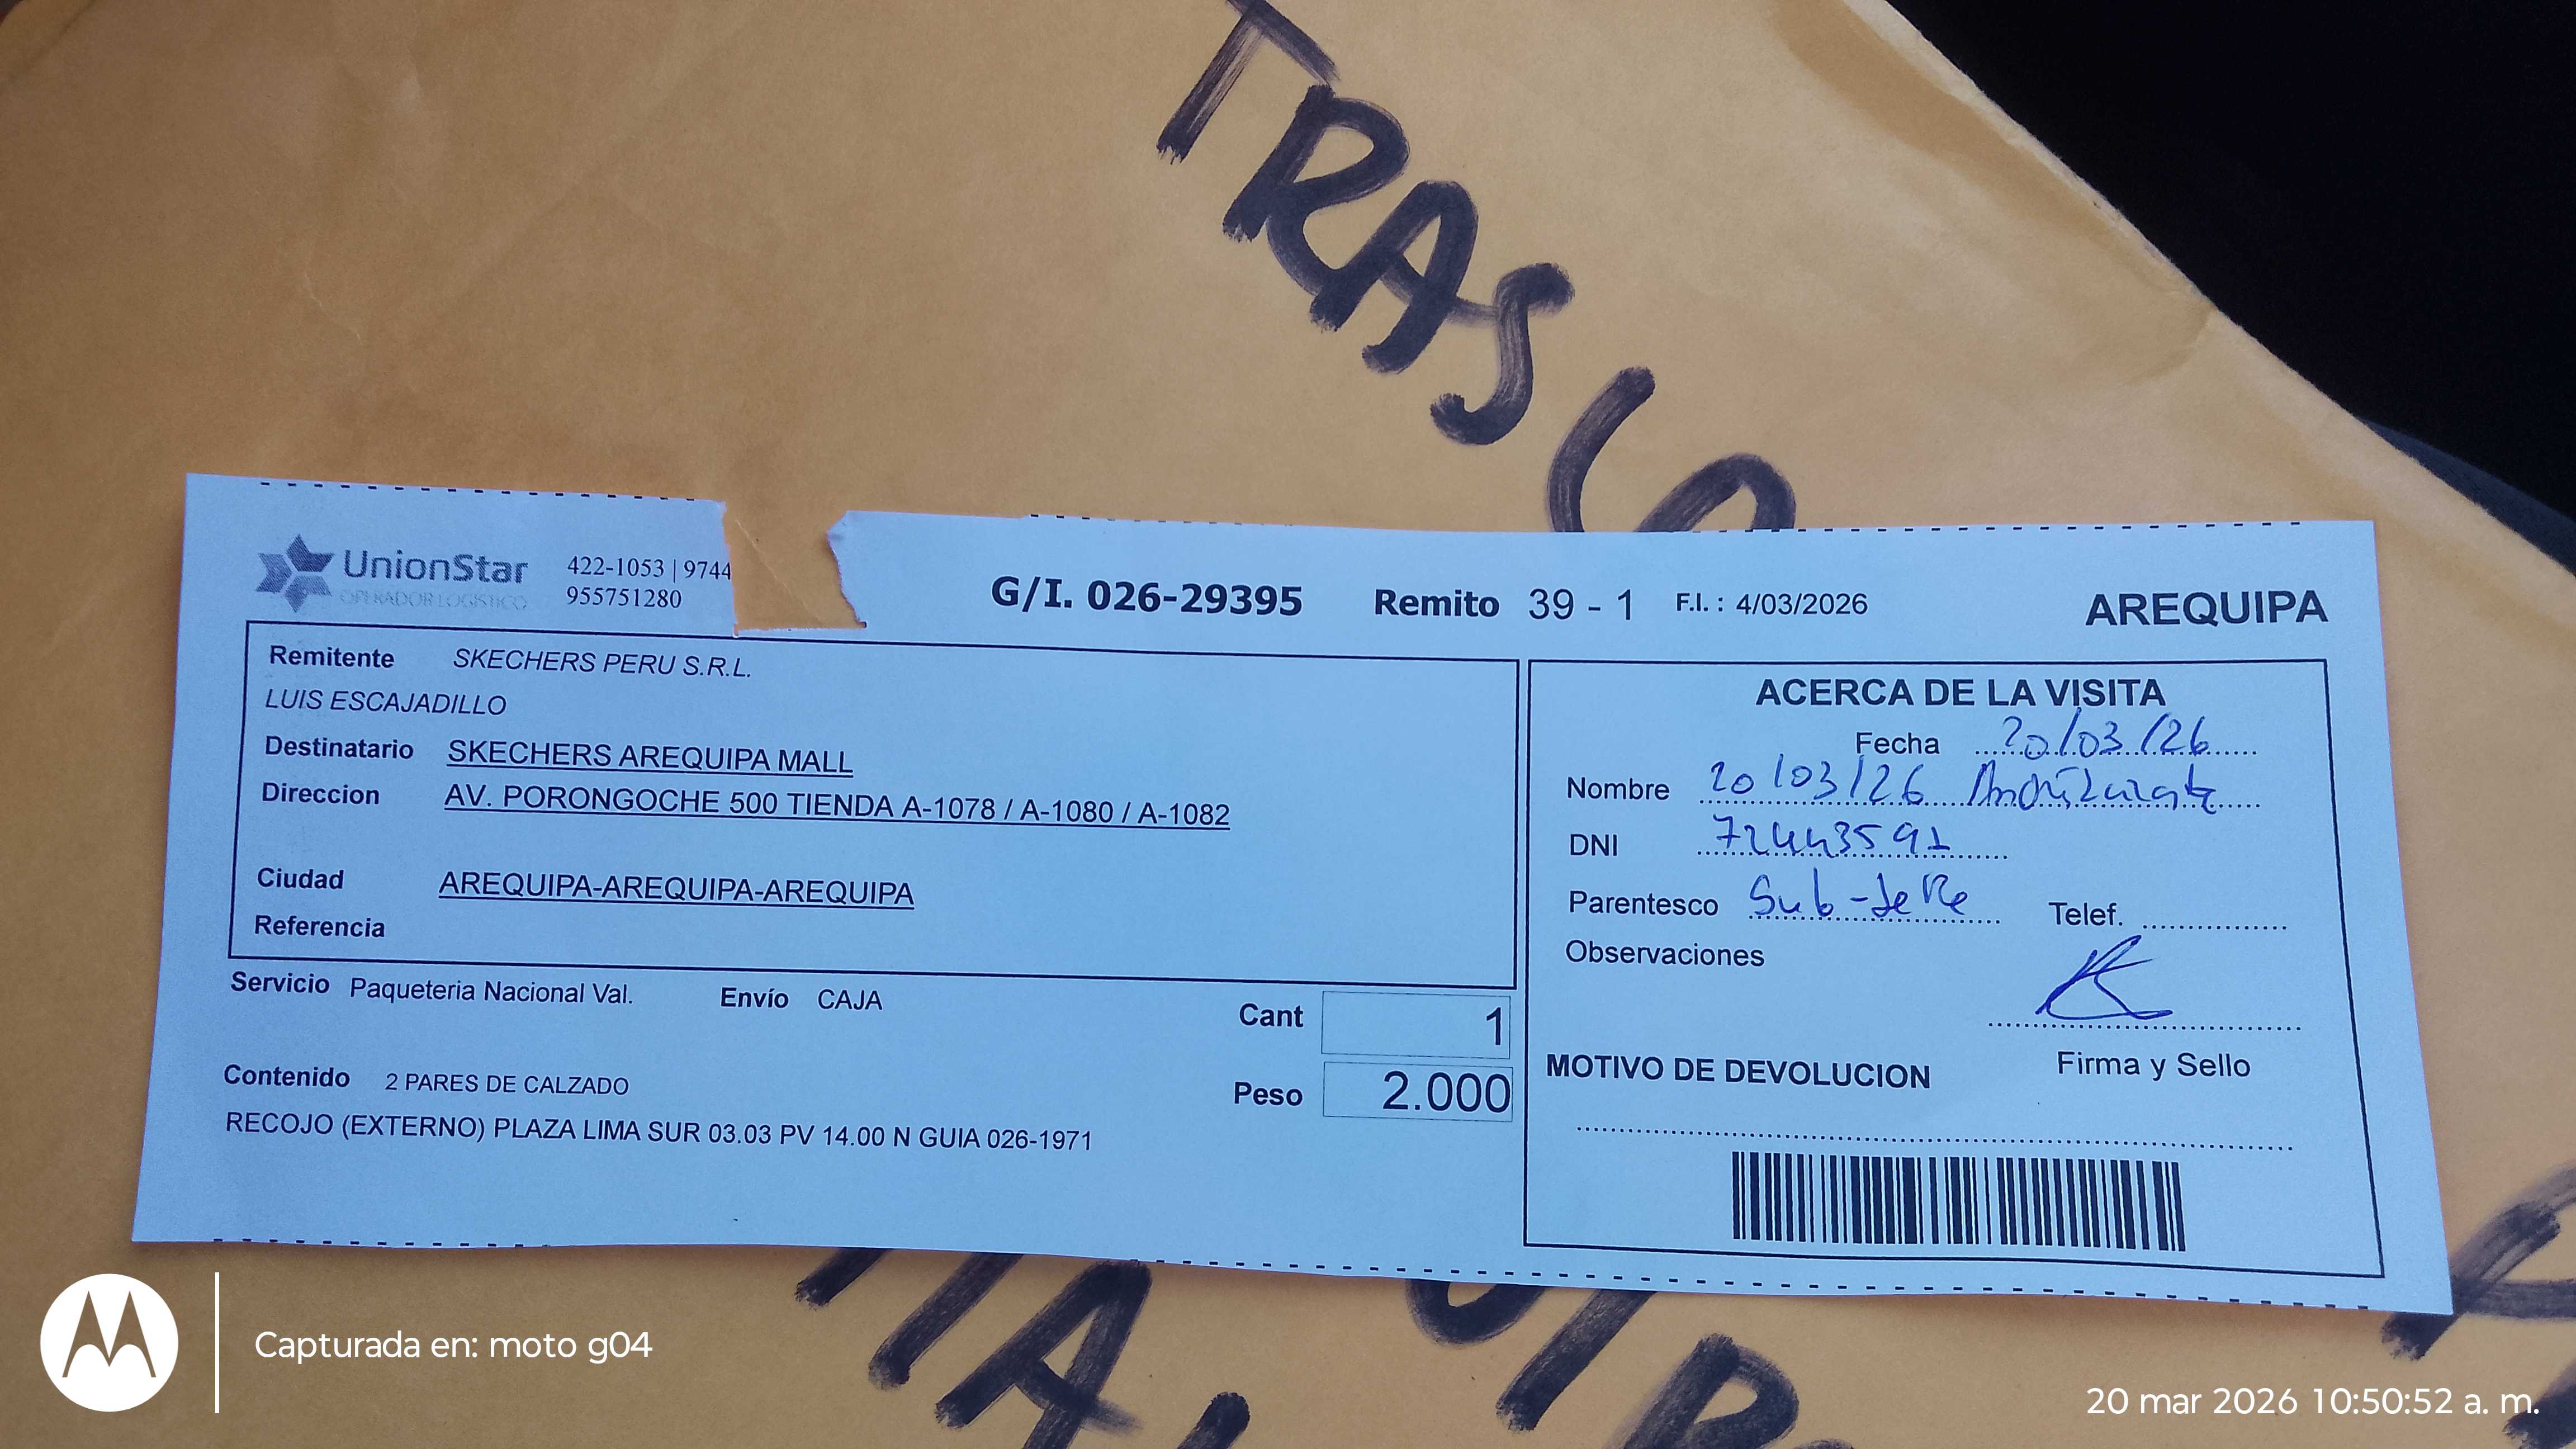 TRAS
UnionStar
OPERADOR LOGISTICO
422-1053 | 9744
955751280
G/I. 026-29395
Remito 39 - 1
F.I. : 4/03/2026
AREQUIPA
Remitente SKECHERS PERU S.R.L.
LUIS ESCAJADILLO
Destinatario SKECHERS AREQUIPA MALL
Direccion AV. PORONGOCHE 500 TIENDA A-1078 / A-1080 / A-1082
Ciudad AREQUIPA-AREQUIPA-AREQUIPA
Referencia
Servicio Paqueteria Nacional Val. Envío CAJA
Cant 1
Contenido 2 PARES DE CALZADO
Peso 2.000
RECOJO (EXTERNO) PLAZA LIMA SUR 03.03 PV 14.00 N GUIA 026-1971
ACERCA DE LA VISITA
Fecha 20/03/26
Nombre 20/03/26
DNI 72443591
Parentesco Sub-Jefe Telef.
Observaciones
Firma y Sello
MOTIVO DE DEVOLUCION
Capturada en: moto g04
20 mar 2026 10:50:52 a. m.